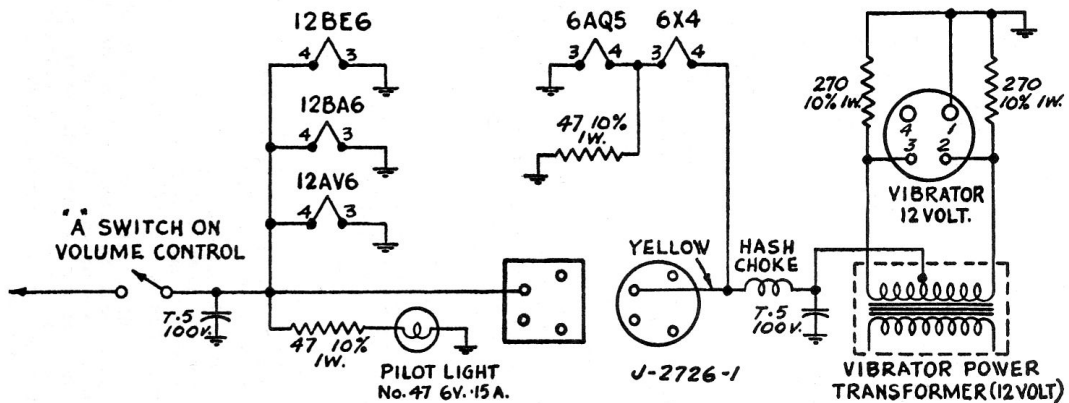 12BE6
4 3
12BA6
4 3
12AV6
4 3
"A" SWITCH ON
VOLUME CONTROL
T.5
100V.
47 10%
1W.
PILOT LIGHT
No. 47 6V. .15A.
6AQ5
3 4
6X4
3 4
47 10%
1W.
YELLOW
HASH
CHOKE
T.5
100V.
J-2726-1
270
10% 1W.
270
10% 1W.
4 1
3 2
VIBRATOR
12 VOLT.
VIBRATOR POWER
TRANSFORMER (12 VOLT)